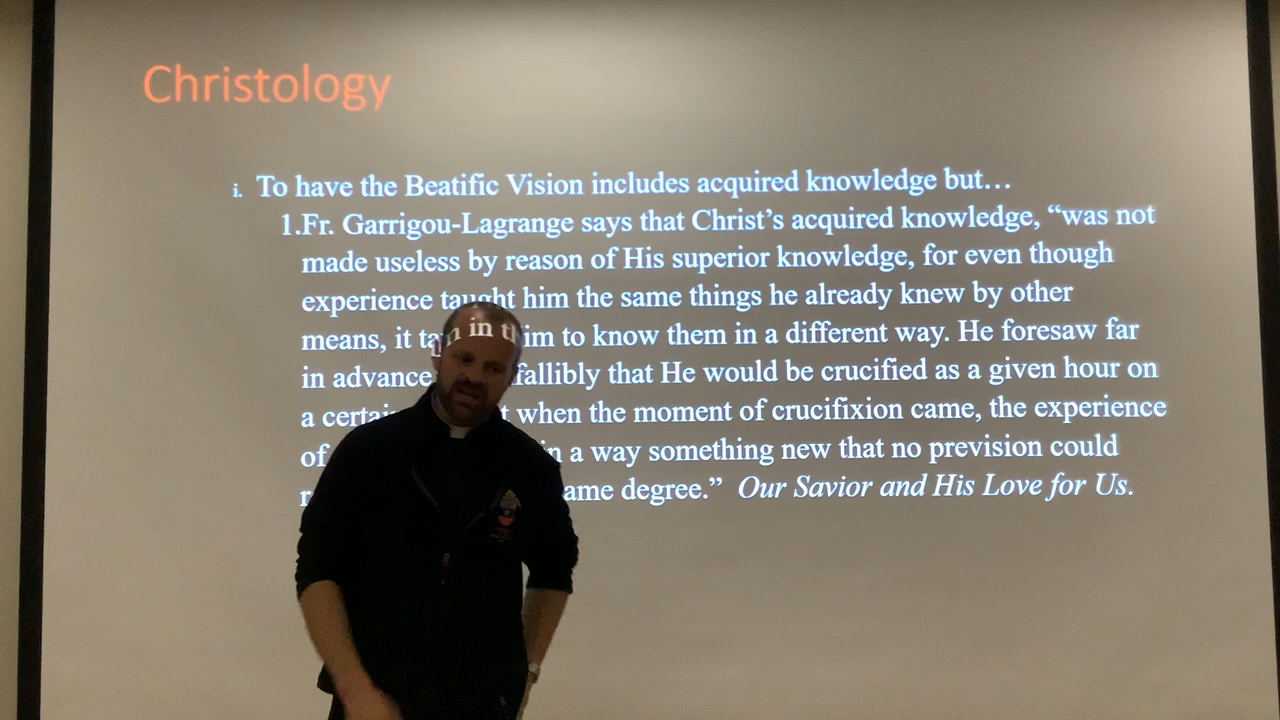 Christology
i. To have the Beatific Vision includes acquired knowledge but…
1.Fr. Garrigou-Lagrange says that Christ’s acquired knowledge, “was not
made useless by reason of His superior knowledge, for even though
experience taught him the same things he already knew by other
means, it to know them in a different way. He foresaw far
in advance that He would be crucified as a given hour on
a when the moment of crucifixion came, the experience
of in a way something new that no prevision could
degree.” Our Savior and His Love for Us.